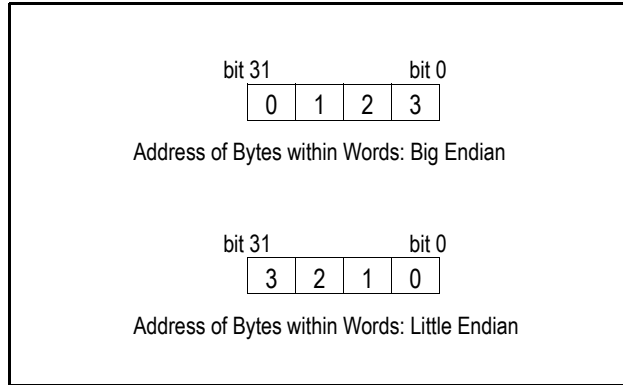 bit 31 bit 0
0 1 2 3
Address of Bytes within Words: Big Endian
bit 31 bit 0
3 2 1 0
Address of Bytes within Words: Little Endian